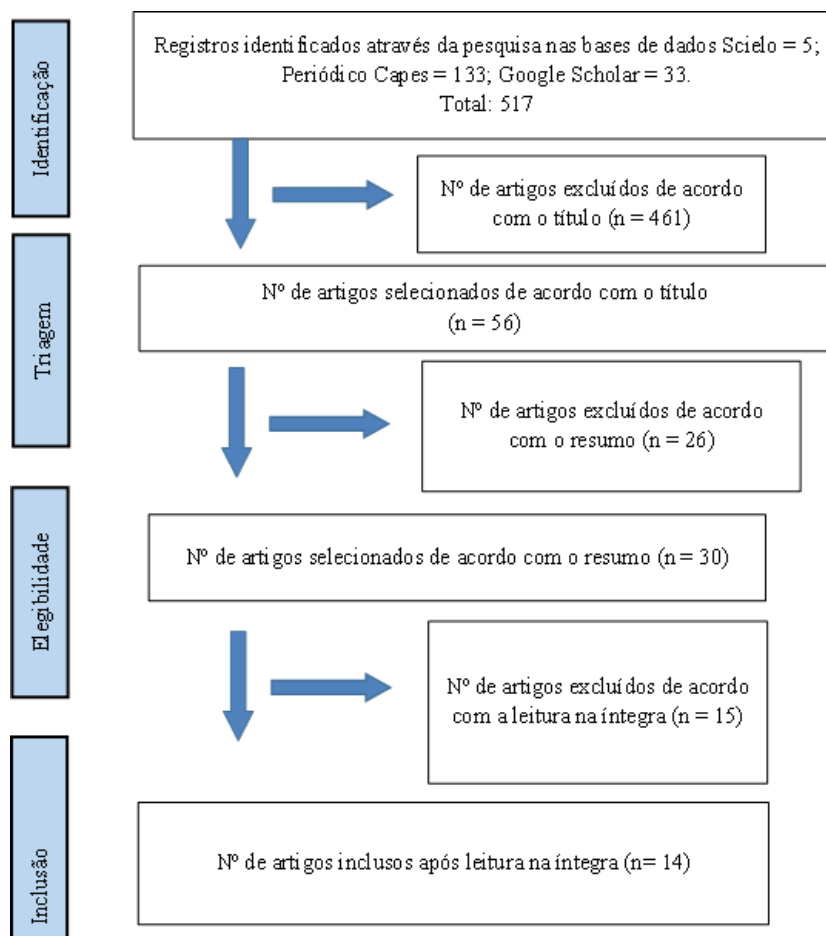 Identificação
Registros identificados através da pesquisa nas bases de dados Scielo = 5;
Periódico Capes = 133; Google Scholar = 33.
Total: 517
Nº de artigos excluídos de acordo
com o título (n = 461)
Triagem
Nº de artigos selecionados de acordo com o título
(n = 56)
Nº de artigos excluídos de acordo
com o resumo (n = 26)
Elegibilidade
Nº de artigos selecionados de acordo com o resumo (n = 30)
Nº de artigos excluídos de acordo
com a leitura na íntegra (n = 15)
Inclusão
Nº de artigos inclusos após leitura na íntegra (n= 14)